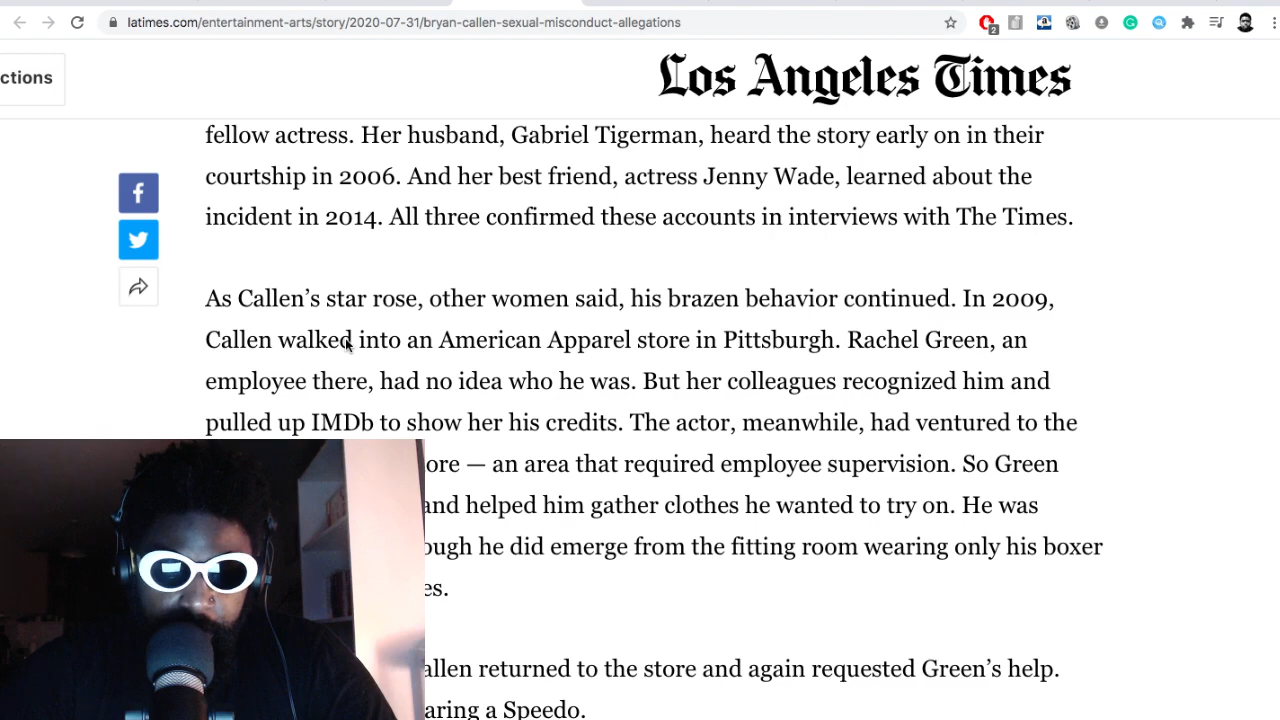 latimes.com/entertainment-arts/story/2020-07-31/bryan-callen-sexual-misconduct-allegations
2
ctions
Los Angeles Times
fellow actress. Her husband, Gabriel Tigerman, heard the story early on in their
courtship in 2006. And her best friend, actress Jenny Wade, learned about the
incident in 2014. All three confirmed these accounts in interviews with The Times.
As Callen’s star rose, other women said, his brazen behavior continued. In 2009,
Callen walked into an American Apparel store in Pittsburgh. Rachel Green, an
employee there, had no idea who he was. But her colleagues recognized him and
pulled up IMDb to show her his credits. The actor, meanwhile, had ventured to the
ore — an area that required employee supervision. So Green
and helped him gather clothes he wanted to try on. He was
ough he did emerge from the fitting room wearing only his boxer
es.
allen returned to the store and again requested Green’s help.
aring a Speedo.